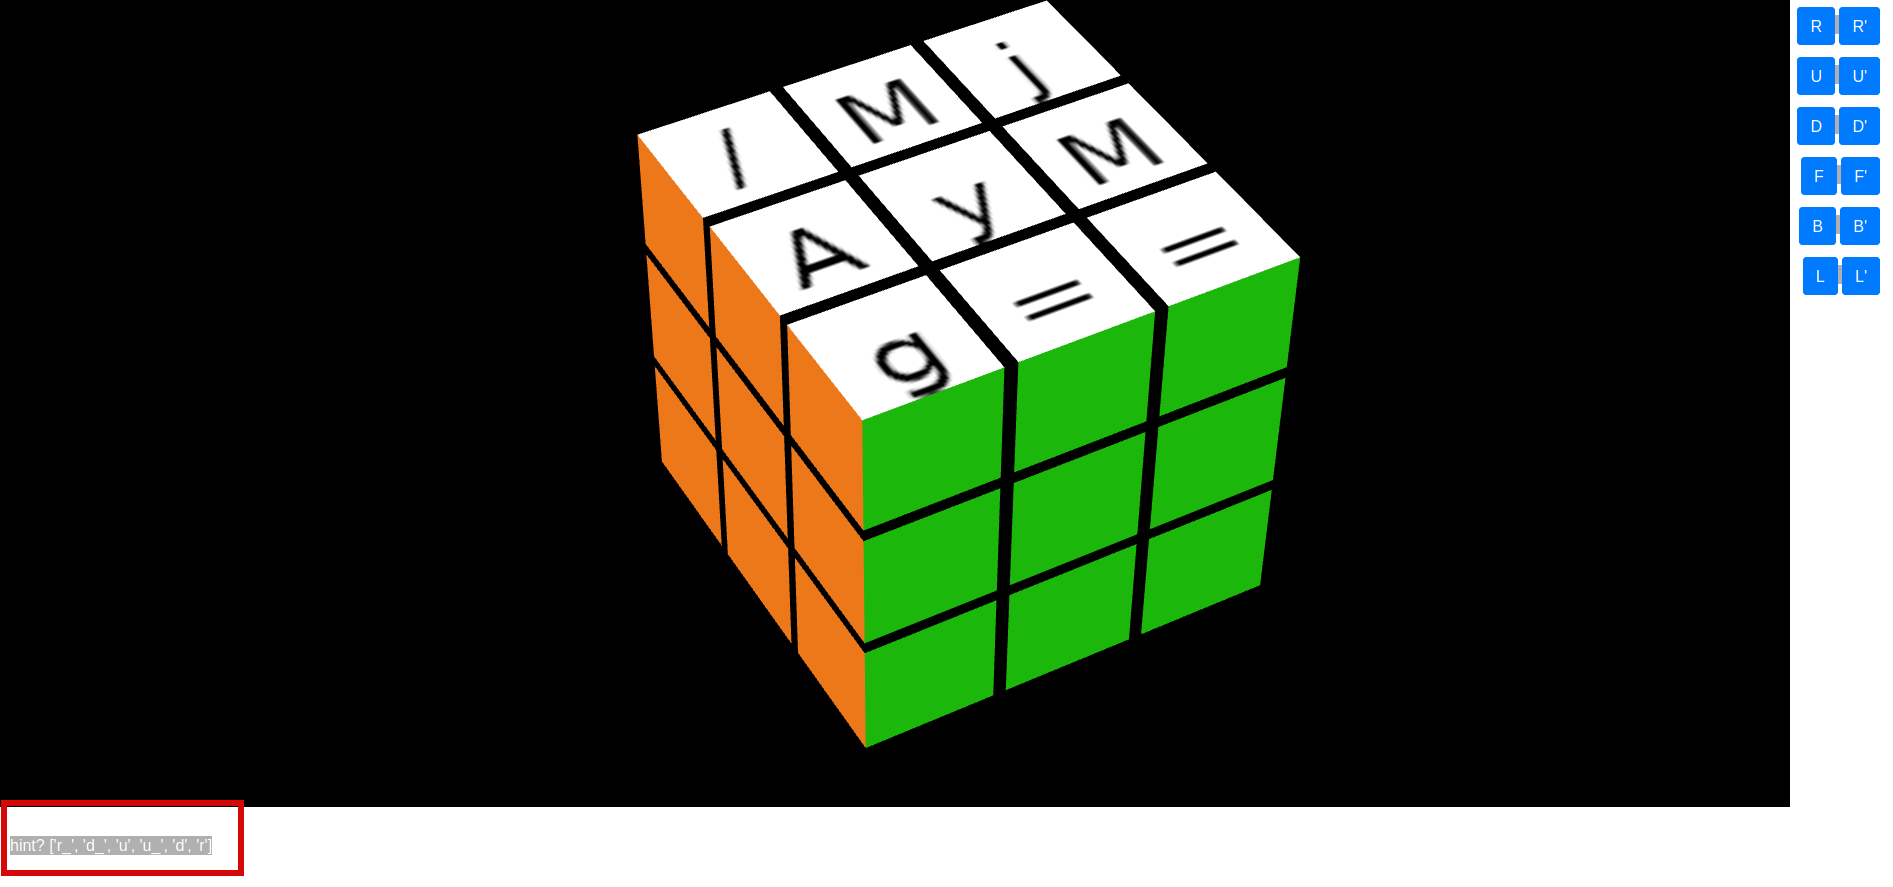 / M j
A y M
g = =
R R'
U U'
D D'
F F'
B B'
L L'
hint? ['r_', 'd_', 'u', 'u_', 'd', 'r']